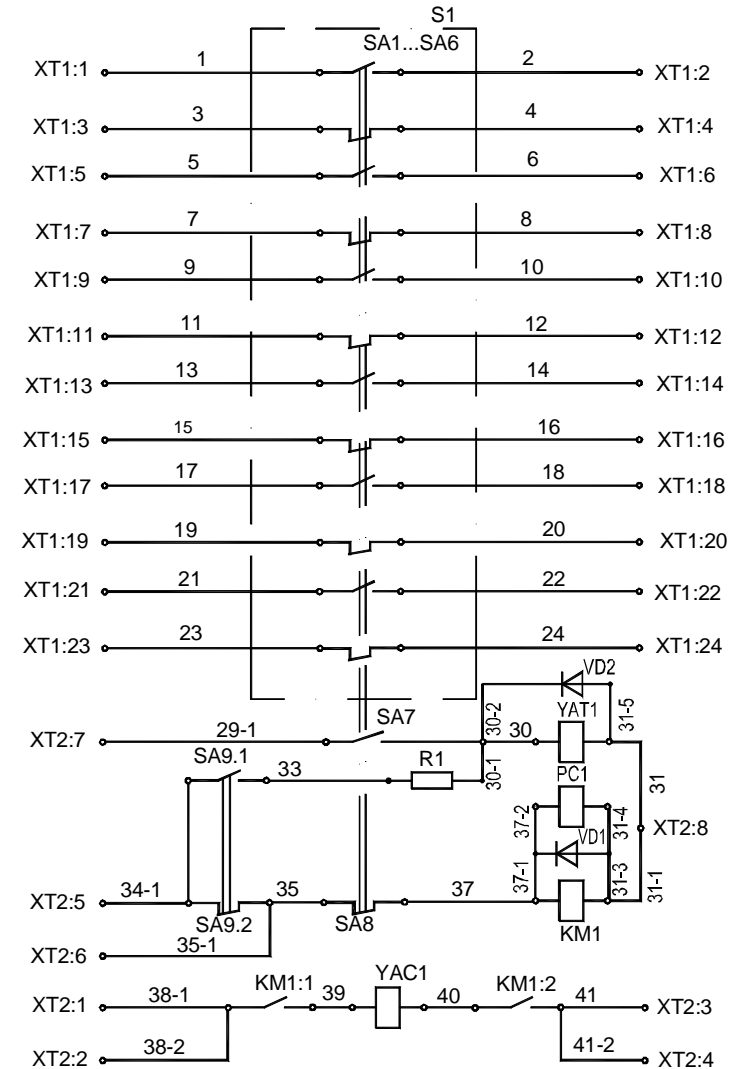 S1
SA1...SA6
XT1:1 1 2 XT1:2
XT1:3 3 4 XT1:4
XT1:5 5 6 XT1:6
XT1:7 7 8 XT1:8
XT1:9 9 10 XT1:10
XT1:11 11 12 XT1:12
XT1:13 13 14 XT1:14
XT1:15 15 16 XT1:16
XT1:17 17 18 XT1:18
XT1:19 19 20 XT1:20
XT1:21 21 22 XT1:22
XT1:23 23 24 XT1:24
VD2
30-2 YAT1 31-5
XT2:7 29-1 SA7 30
SA9.1 33 R1 30-1 PC1 31
37-2 31-4 XT2:8
VD1
37-1 31-3 31-1
XT2:5 34-1 35 37
SA9.2 SA8 KM1
XT2:6 35-1
XT2:1 38-1 KM1:1 39 YAC1 40 KM1:2 41 XT2:3
XT2:2 38-2 41-2 XT2:4